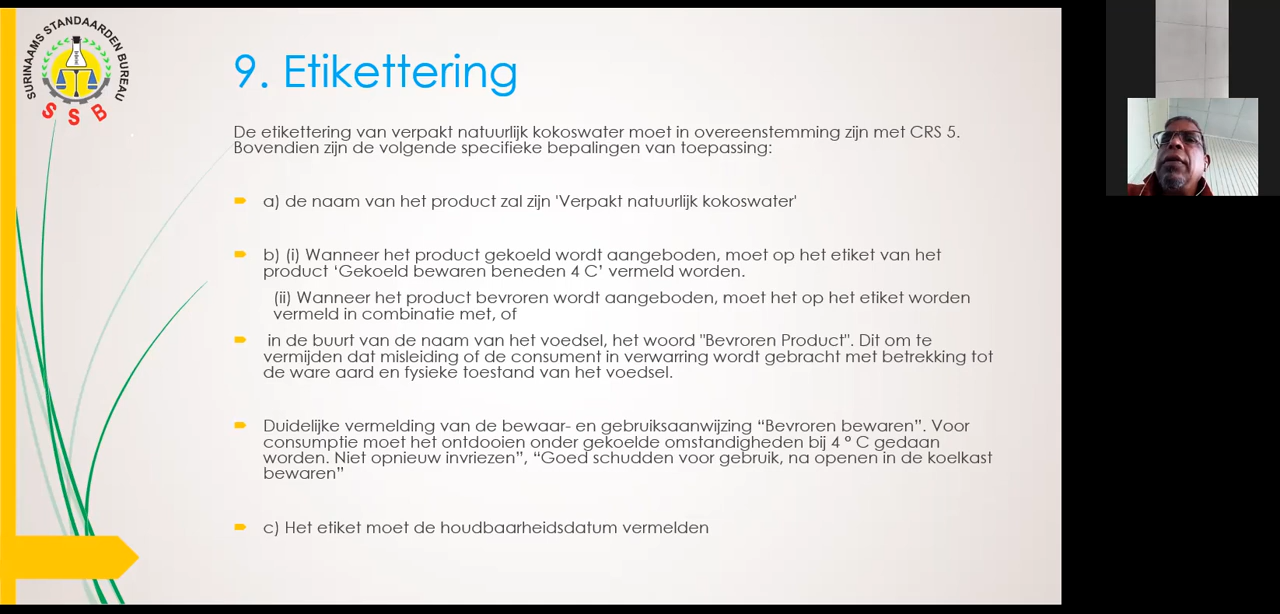 SURINAAMS STANDAARDEN BUREAU
S S B
9. Etikettering
De etikettering van verpakt natuurlijk kokoswater moet in overeenstemming zijn met CRS 5.
Bovendien zijn de volgende specifieke bepalingen van toepassing:
a) de naam van het product zal zijn 'Verpakt natuurlijk kokoswater'
b) (i) Wanneer het product gekoeld wordt aangeboden, moet op het etiket van het
product ‘Gekoeld bewaren beneden 4 C’ vermeld worden.
(ii) Wanneer het product bevroren wordt aangeboden, moet het op het etiket worden
vermeld in combinatie met, of
in de buurt van de naam van het voedsel, het woord "Bevroren Product". Dit om te
vermijden dat misleiding of de consument in verwarring wordt gebracht met betrekking tot
de ware aard en fysieke toestand van het voedsel.
Duidelijke vermelding van de bewaar- en gebruiksaanwijzing “Bevroren bewaren”. Voor
consumptie moet het ontdooien onder gekoelde omstandigheden bij 4 ° C gedaan
worden. Niet opnieuw invriezen”, “Goed schudden voor gebruik, na openen in de koelkast
bewaren”
c) Het etiket moet de houdbaarheidsdatum vermelden